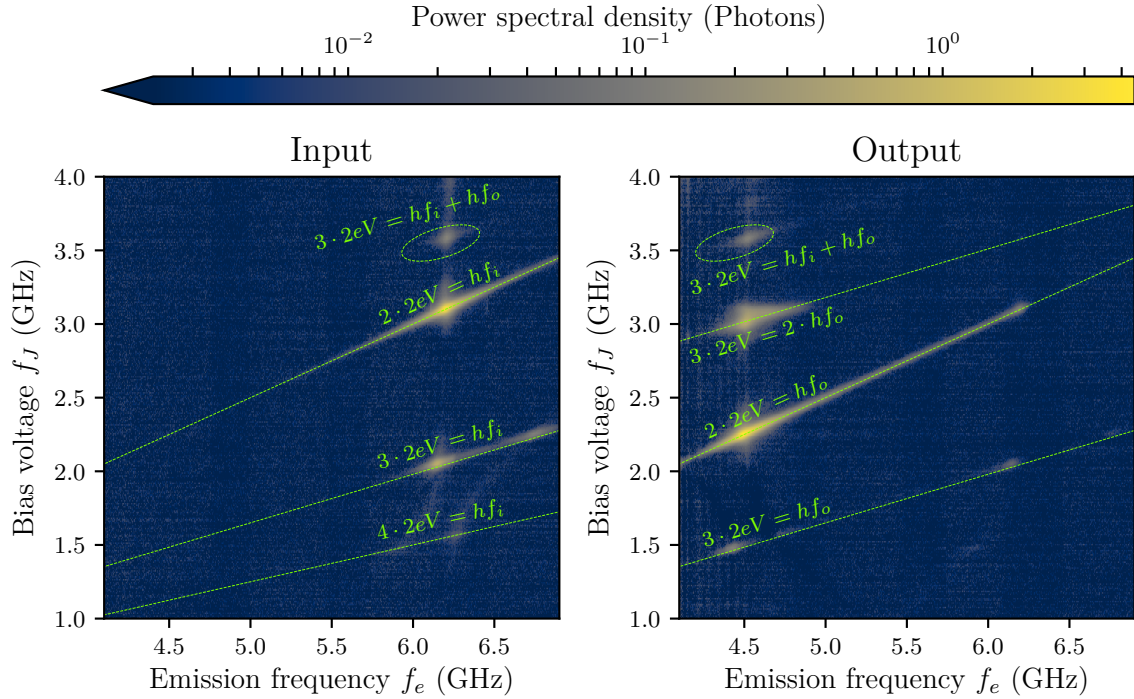 Power spectral density (Photons)
10⁻² 10⁻¹ 10⁰
Input
4.0
3.5
3.0
2.5
2.0
1.5
1.0
Bias voltage f_J (GHz)
3 · 2eV = hf_i + hf_o
2 · 2eV = hf_i
3 · 2eV = hf_i
4 · 2eV = hf_i
4.5 5.0 5.5 6.0 6.5
Emission frequency f_e (GHz)
Output
4.0
3.5
3.0
2.5
2.0
1.5
1.0
Bias voltage f_J (GHz)
3 · 2eV = hf_i + hf_o
3 · 2eV = 2 · hf_o
2 · 2eV = hf_o
3 · 2eV = hf_o
4.5 5.0 5.5 6.0 6.5
Emission frequency f_e (GHz)